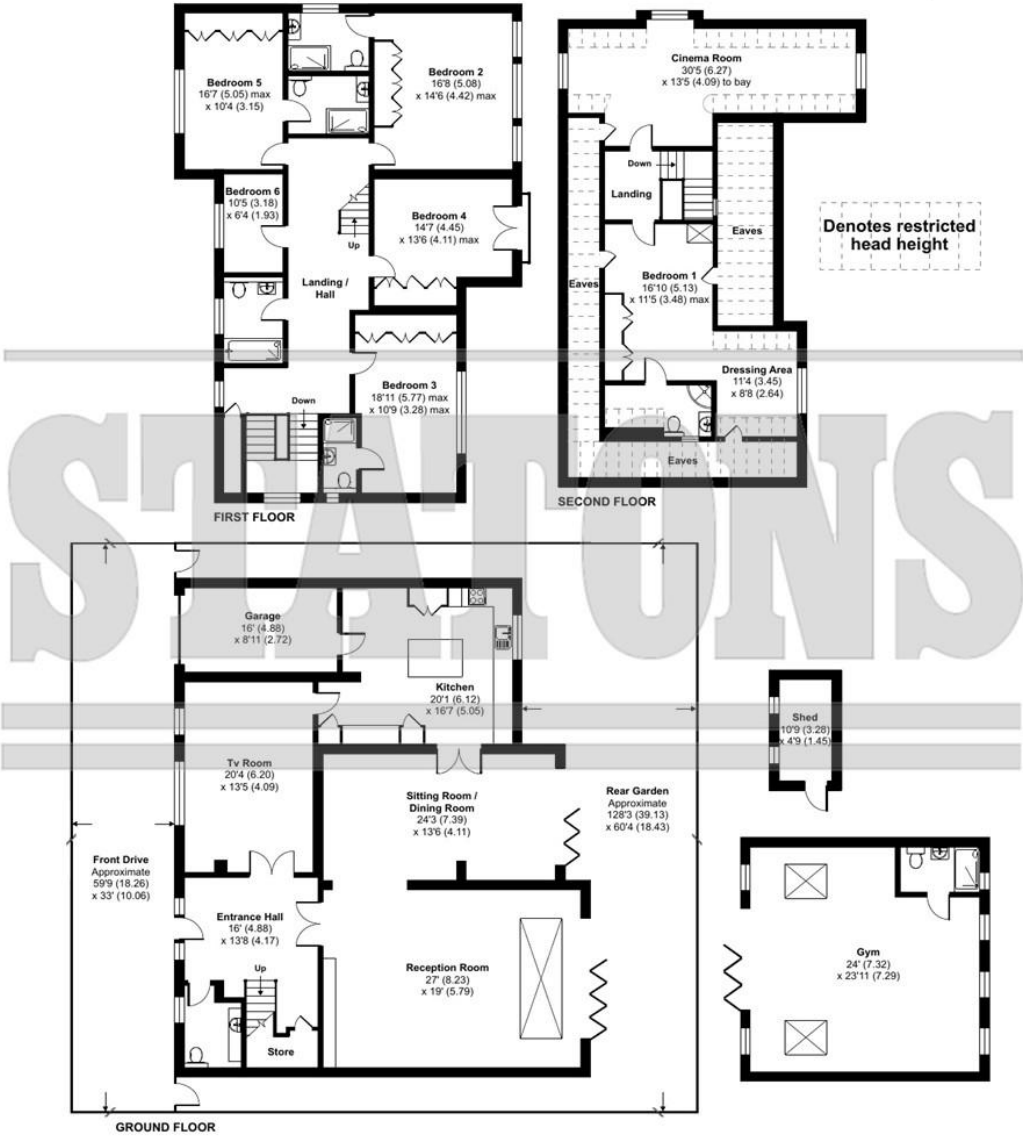 Bedroom 5
16'7 (5.05) max
x 10'4 (3.15)
Bedroom 2
16'8 (5.08)
x 14'6 (4.42) max
Bedroom 6
10'5 (3.18)
x 6'4 (1.93)
Bedroom 4
14'7 (4.45)
x 13'6 (4.11) max
Up
Landing /
Hall
Bedroom 3
18'11 (5.77) max
x 10'9 (3.28) max
Down
FIRST FLOOR
Cinema Room
30'5 (6.27)
x 13'5 (4.09) to bay
Down
Landing
Eaves
Eaves
Bedroom 1
16'10 (5.13)
x 11'5 (3.48) max
Dressing Area
11'4 (3.45)
x 8'8 (2.64)
Eaves
SECOND FLOOR
Denotes restricted
head height
STATONS
Garage
16' (4.88)
x 8'11 (2.72)
Kitchen
20'1 (6.12)
x 16'7 (5.05)
Tv Room
20'4 (6.20)
x 13'5 (4.09)
Sitting Room /
Dining Room
24'3 (7.39)
x 13'6 (4.11)
Rear Garden
Approximate
128'3 (39.13)
x 60'4 (18.43)
Front Drive
Approximate
59'9 (18.26)
x 33' (10.06)
Entrance Hall
16' (4.88)
x 13'8 (4.17)
Up
Store
Reception Room
27' (8.23)
x 19' (5.79)
GROUND FLOOR
Shed
10'9 (3.28)
x 4'9 (1.45)
Gym
24' (7.32)
x 23'11 (7.29)